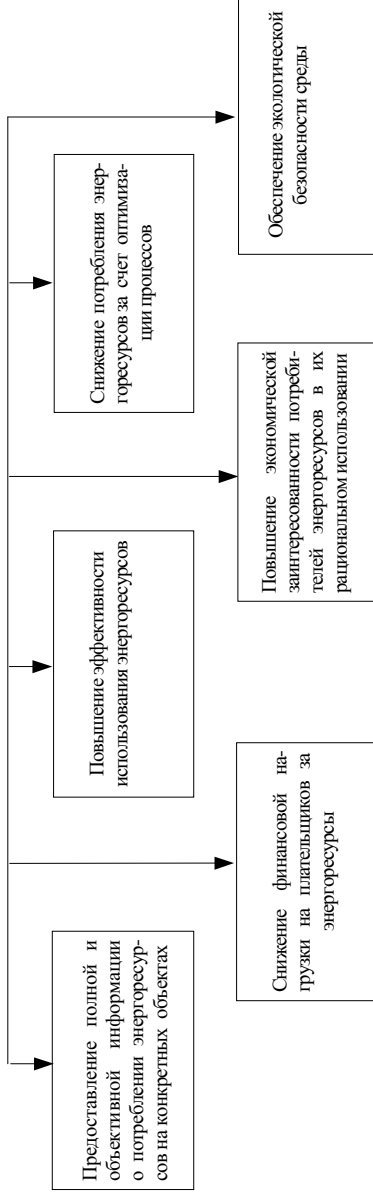 Предоставление полной и
объективной информации
о потреблении энергоресур-
сов на конкретных объектах
Повышение эффективности
использования энергоресурсов
Снижение потребления энер-
горесурсов за счет оптимиза-
ции процессов
Снижение финансовой на-
грузки на плательщиков за
энергоресурсы
Повышение экономической
заинтересованности потреби-
телей энергоресурсов в их
рациональном использовании
Обеспечение экологической
безопасности среды